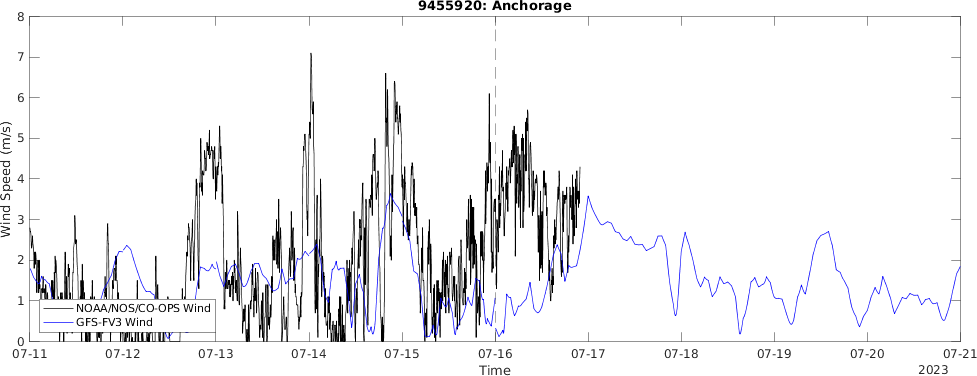 9455920: Anchorage
8
7
6
5
4
3
2
1
0
Wind Speed (m/s)
NOAA/NOS/CO-OPS Wind
GFS-FV3 Wind
07-11 07-12 07-13 07-14 07-15 07-16 07-17 07-18 07-19 07-20 07-21
Time
2023